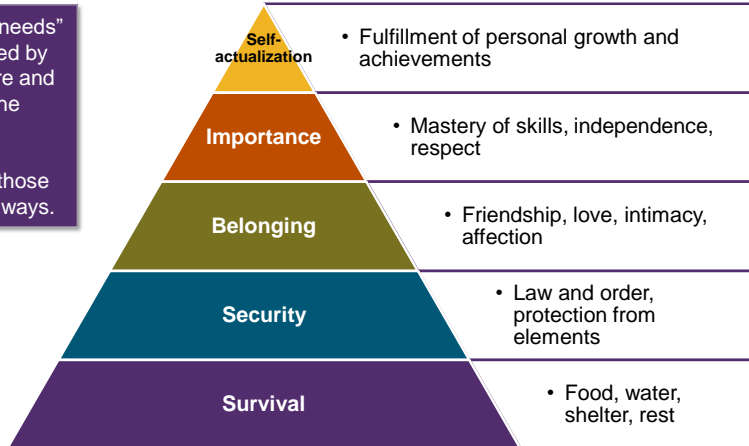 needs”
ed by
e and
ne
those
ways.
Self-
actualization
• Fulfillment of personal growth and
achievements
Importance
• Mastery of skills, independence,
respect
Belonging
• Friendship, love, intimacy,
affection
Security
• Law and order,
protection from
elements
Survival
• Food, water,
shelter, rest